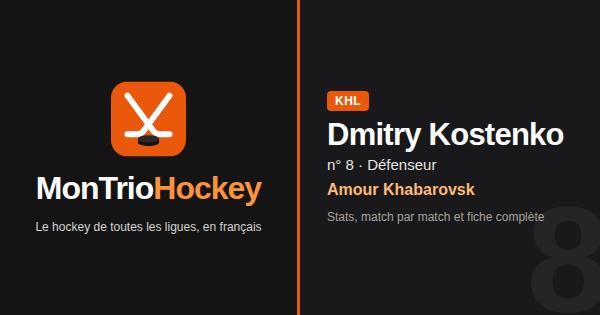 MonTrioHockey
Le hockey de toutes les ligues, en français
KHL
Dmitry Kostenko
n° 8 · Défenseur
Amour Khabarovsk
Stats, match par match et fiche complète
8